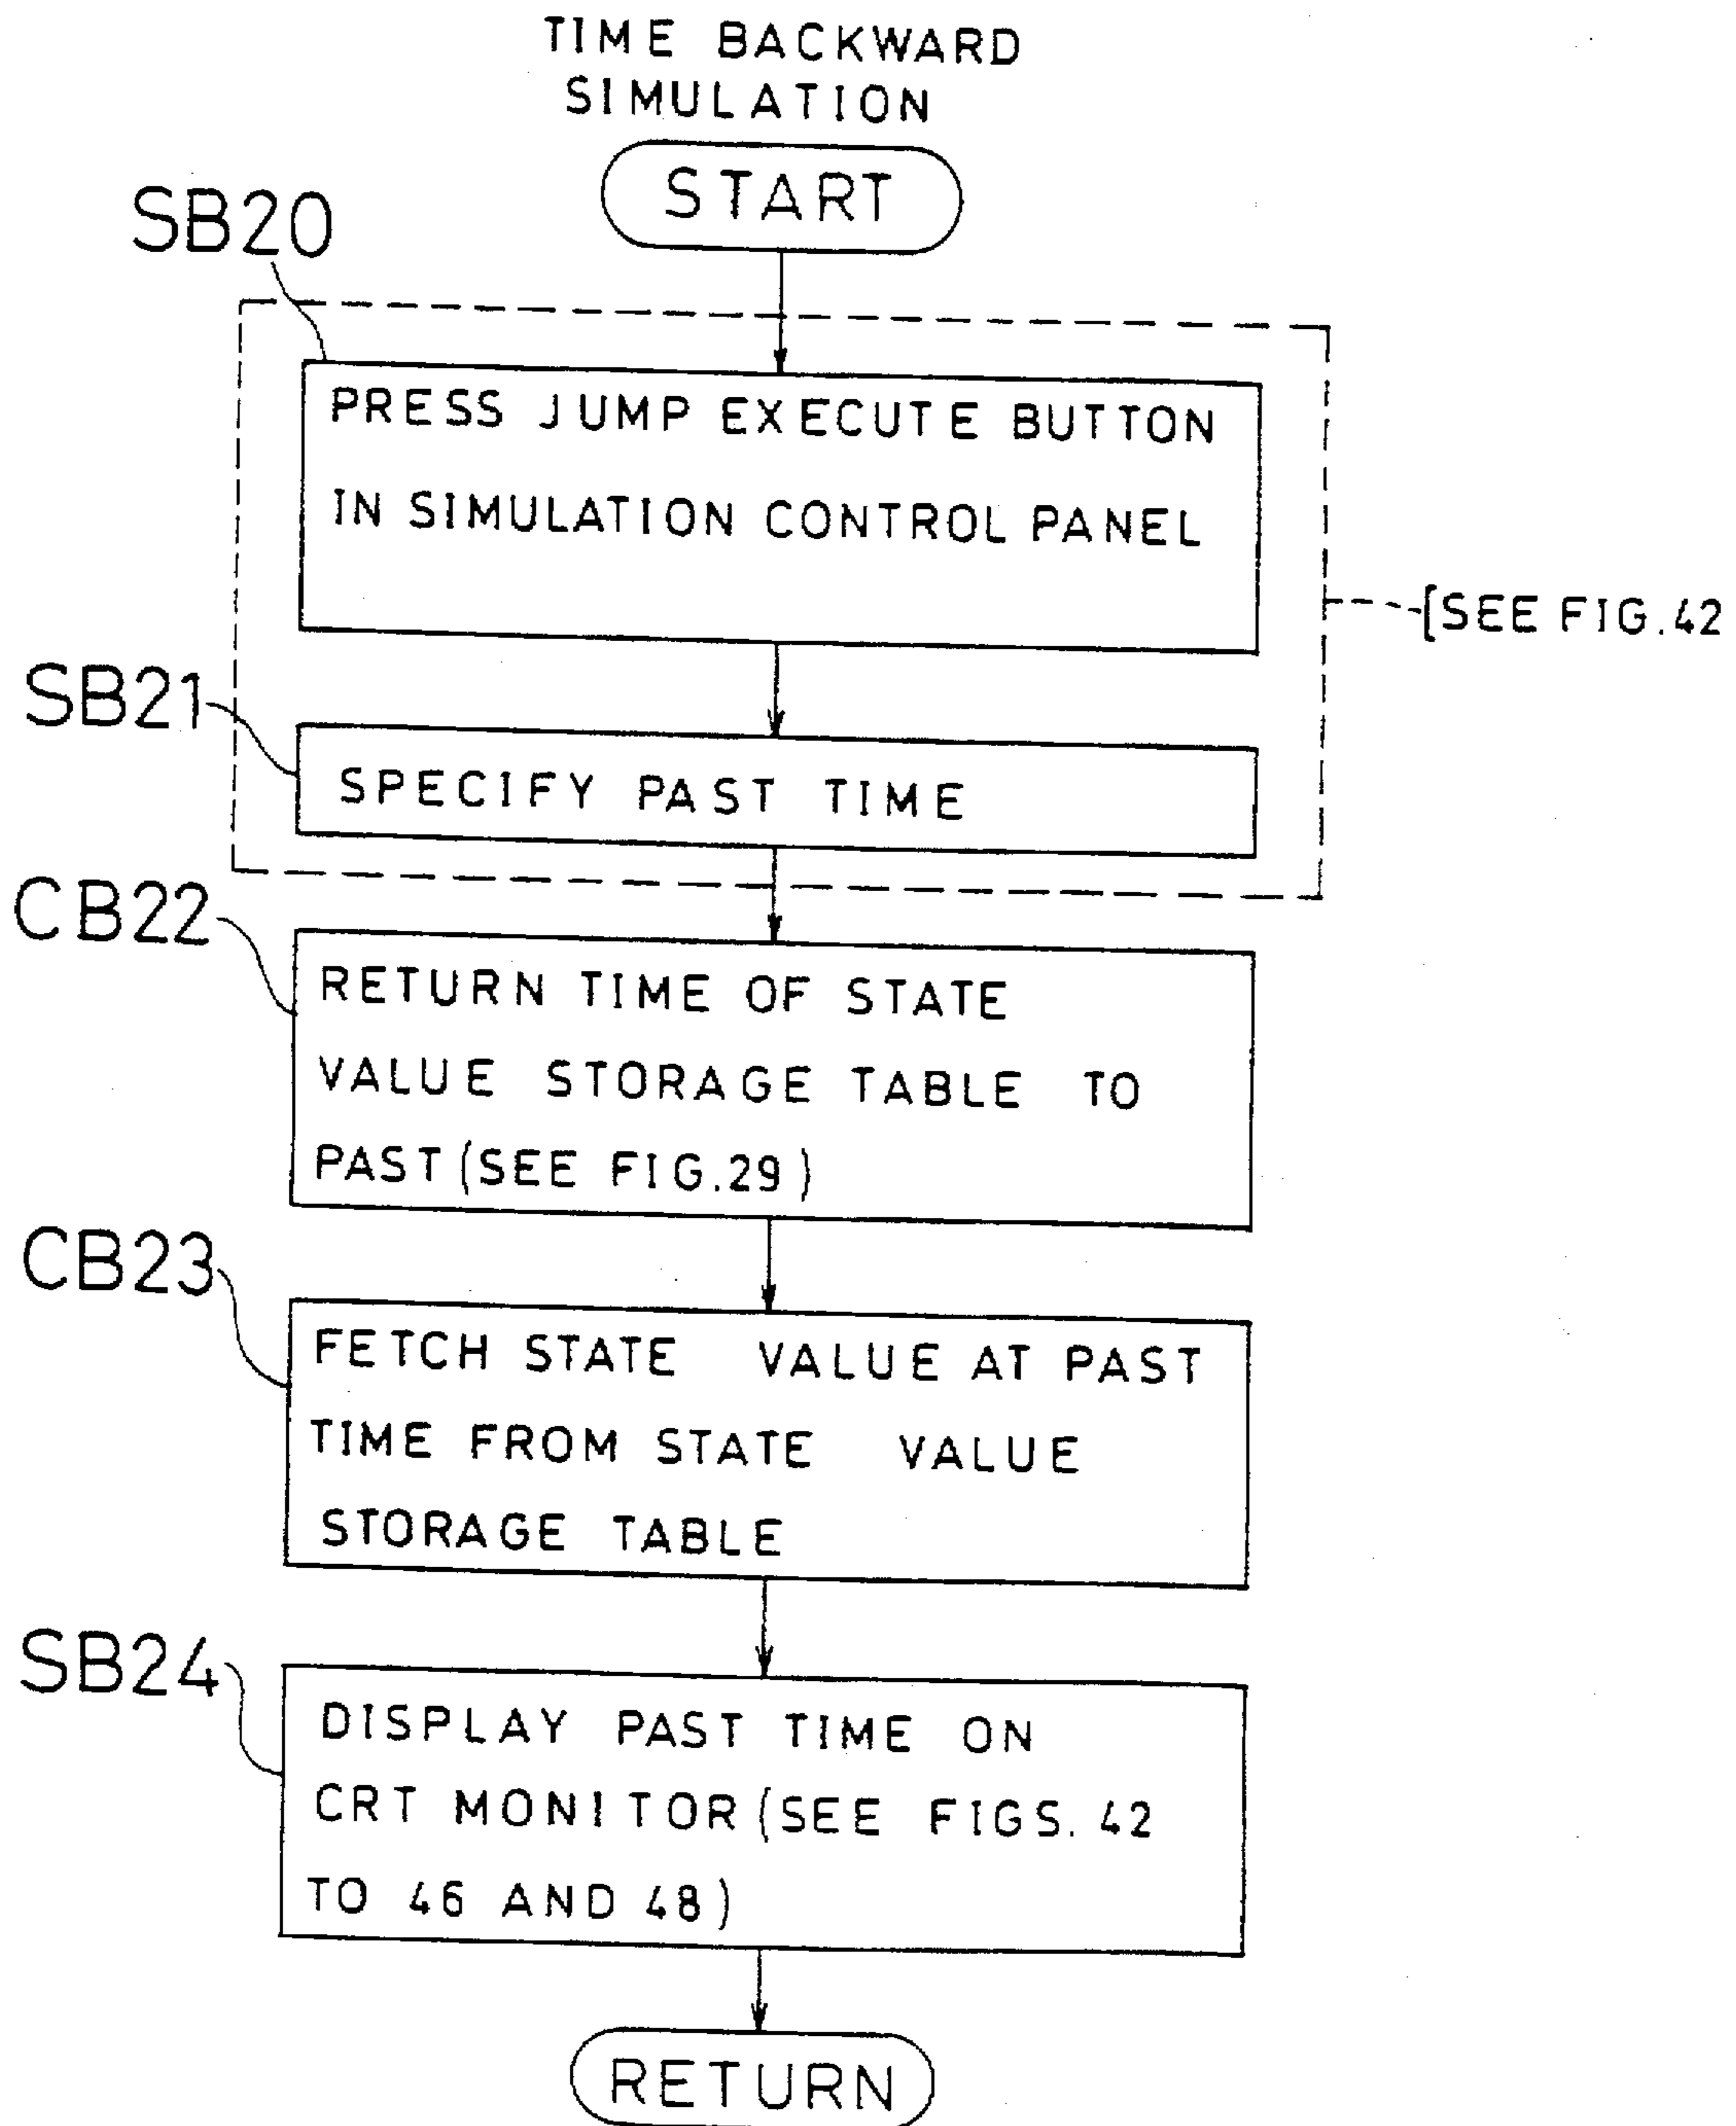 TIME BACKWARD
SIMULATION
START
SB20
PRESS JUMP EXECUTE BUTTON
IN SIMULATION CONTROL PANEL
[SEE FIG.42
SB21
SPECIFY PAST TIME
CB22
RETURN TIME OF STATE
VALUE STORAGE TABLE TO
PAST (SEE FIG.29)
CB23
FETCH STATE VALUE AT PAST
TIME FROM STATE VALUE
STORAGE TABLE
SB24
DISPLAY PAST TIME ON
CRT MONITOR (SEE FIGS. 42
TO 46 AND 48)
RETURN